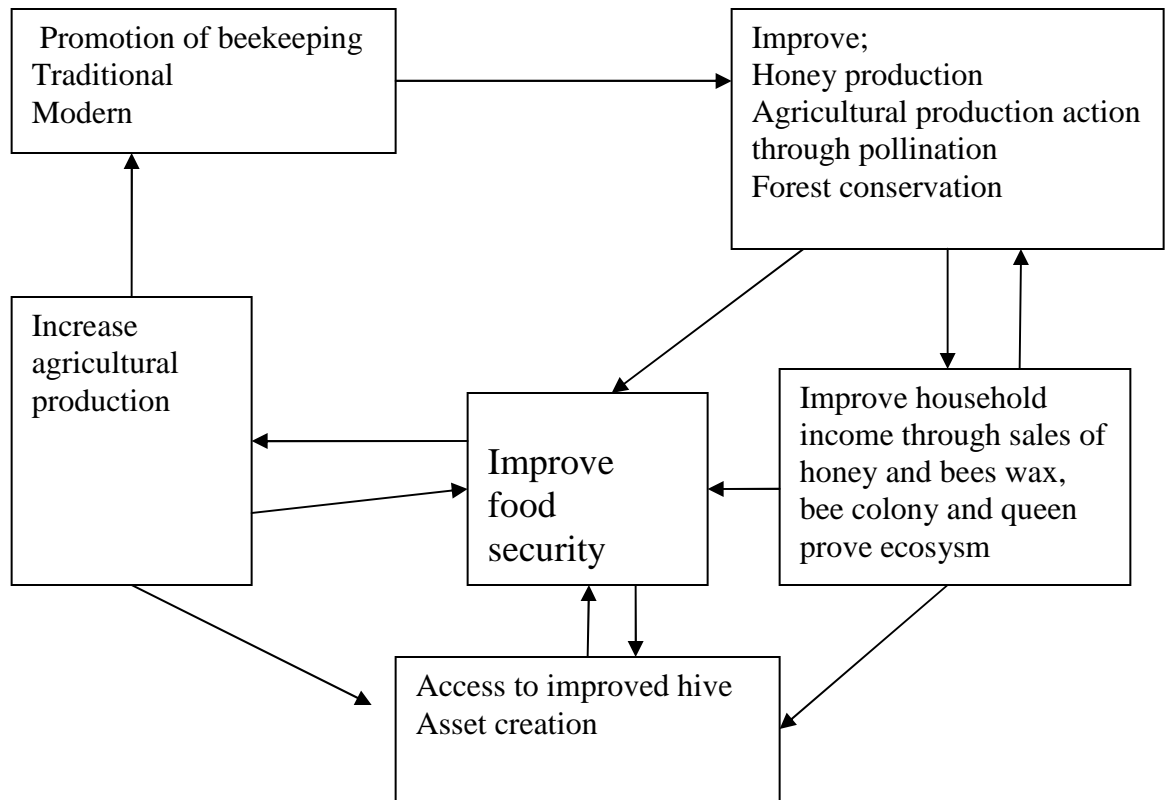 Promotion of beekeeping
Traditional
Modern
Improve;
Honey production
Agricultural production action
through pollination
Forest conservation
Increase
agricultural
production
Improve
food
security
Improve household
income through sales of
honey and bees wax,
bee colony and queen
prove ecosysm
Access to improved hive
Asset creation